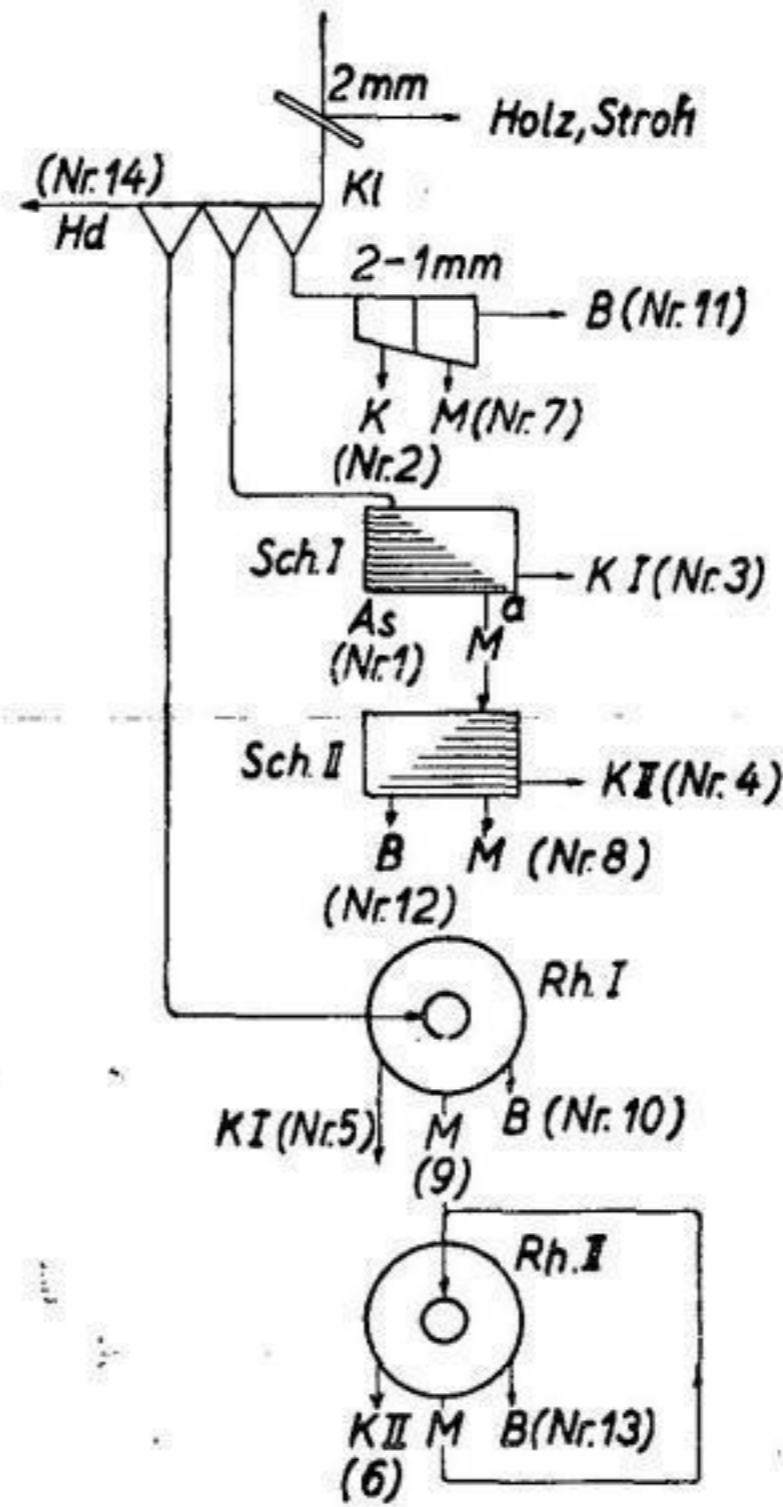 2mm
Holz, Stroh
(Nr. 14)
Kl
Hd
2-1mm
B (Nr. 11)
K M (Nr. 7)
(Nr. 2)
Sch. I
K I (Nr. 3)
As a
(Nr. 1) M
Sch. II
K II (Nr. 4)
B M (Nr. 8)
(Nr. 12)
Rh. I
K I (Nr. 5) M B (Nr. 10)
(9)
Rh. II
K II M B (Nr. 13)
(6)